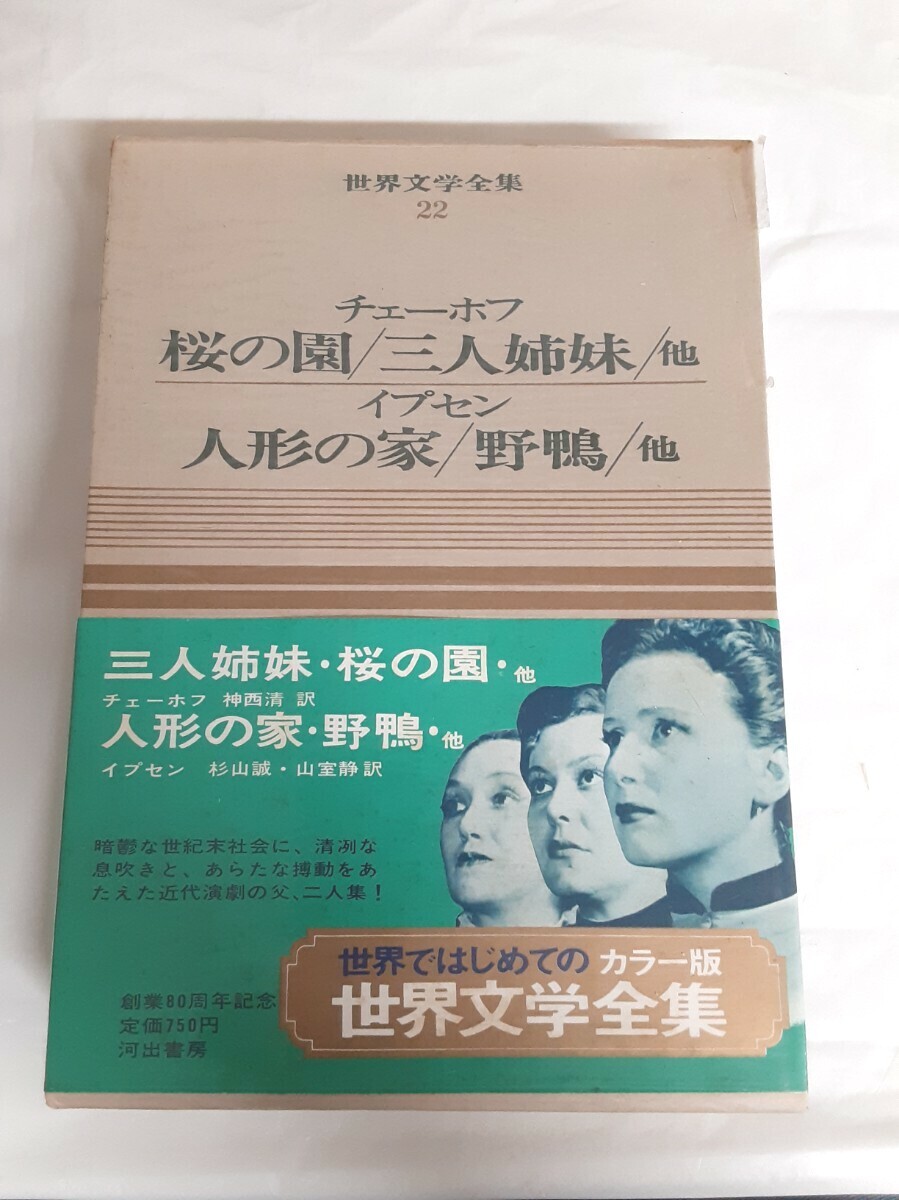 世界文学全集
22
チェーホフ
桜の園/三人姉妹/他
イプセン
人形の家/野鴨/他
三人姉妹・桜の園・他
チェーホフ 神西清 訳
人形の家・野鴨・他
イプセン 杉山誠・山室静訳
暗鬱な世紀末社会に、清冽な
息吹きと、あらたな搏動をあ
たえた近代演劇の父、二人集！
世界ではじめての カラー版
世界文学全集
創業80周年記念
定価750円
河出書房